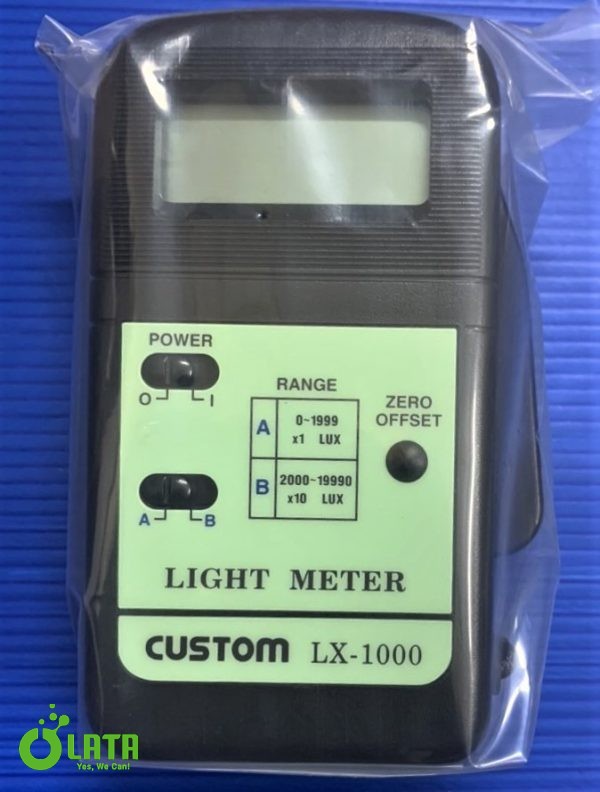 POWER
O I
RANGE
A 0~1999
x1 LUX
B 2000~19990
x10 LUX
ZERO
OFFSET
A B
LIGHT METER
CUSTOM LX-1000
OLATA
Yes, We Can!